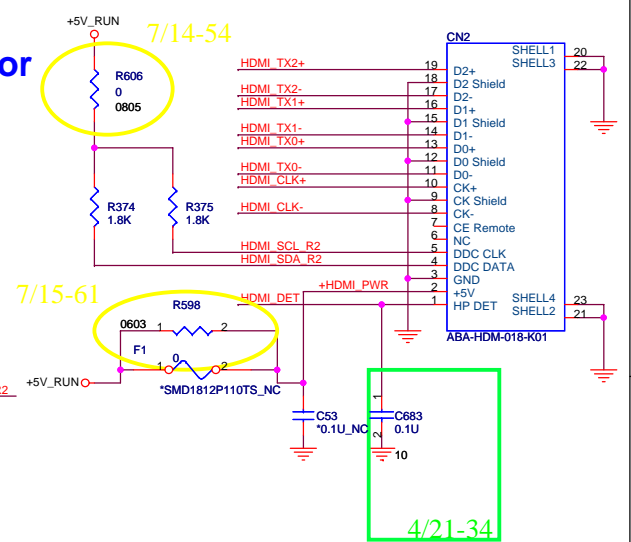 +5V_RUN
7/14-54
or
R606
0
0805
R374
1.8K
R375
1.8K
HDMI_TX2+
HDMI_TX2-
HDMI_TX1+
HDMI_TX1-
HDMI_TX0+
HDMI_TX0-
HDMI_CLK+
HDMI_CLK-
HDMI_SCL_R2
HDMI_SDA_R2
+HDMI_PWR
HDMI_DET
CN2
19 D2+
18 D2 Shield
17 D2-
16 D1+
15 D1 Shield
14 D1-
13 D0+
12 D0 Shield
11 D0-
10 CK+
9 CK Shield
8 CK-
7 CE Remote
6 NC
5 DDC CLK
4 DDC DATA
3 GND
2 +5V
1 HP DET
SHELL1 20
SHELL3 22
SHELL4 23
SHELL2 21
ABA-HDM-018-K01
7/15-61
R598
0603 1 2
F1
0
1 2
*SMD1812P110TS_NC
R2
+5V_RUN
C53
*0.1U_NC
1
C683
0.1U
2
10
4/21-34